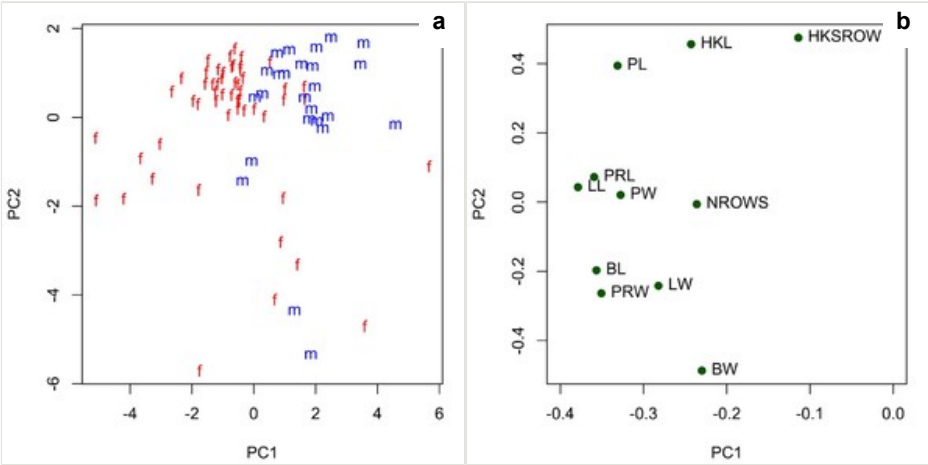 a
2
0
-2
-4
-6
PC2
-4
-2
0
2
4
6
PC1
b
0.4
0.2
0.0
-0.2
-0.4
PC2
HKSROW
HKL
PL
PRL
LL
PW
NROWS
BL
LW
PRW
BW
-0.4
-0.3
-0.2
-0.1
0.0
PC1